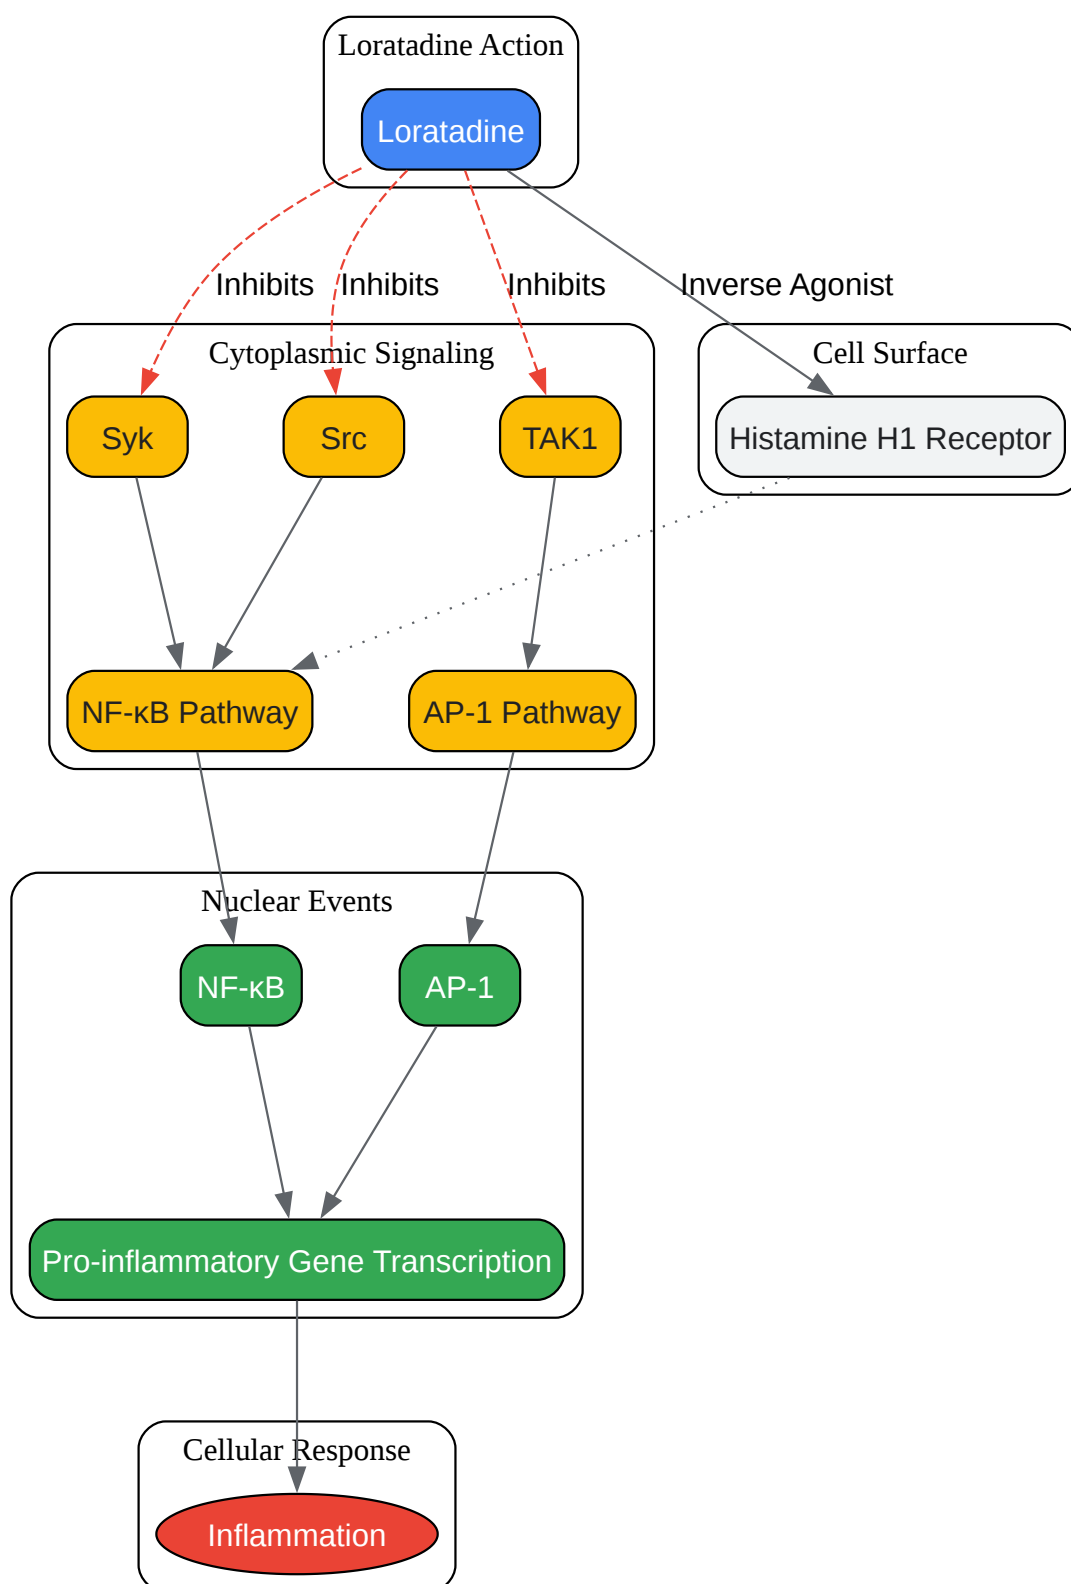 Loratadine Action
Loratadine
Inhibits
Inhibits
Inhibits
Inverse Agonist
Cytoplasmic Signaling
Cell Surface
Syk
Src
TAK1
Histamine H1 Receptor
NF-κB Pathway
AP-1 Pathway
Nuclear Events
NF-κB
AP-1
Pro-inflammatory Gene Transcription
Cellular Response
Inflammation